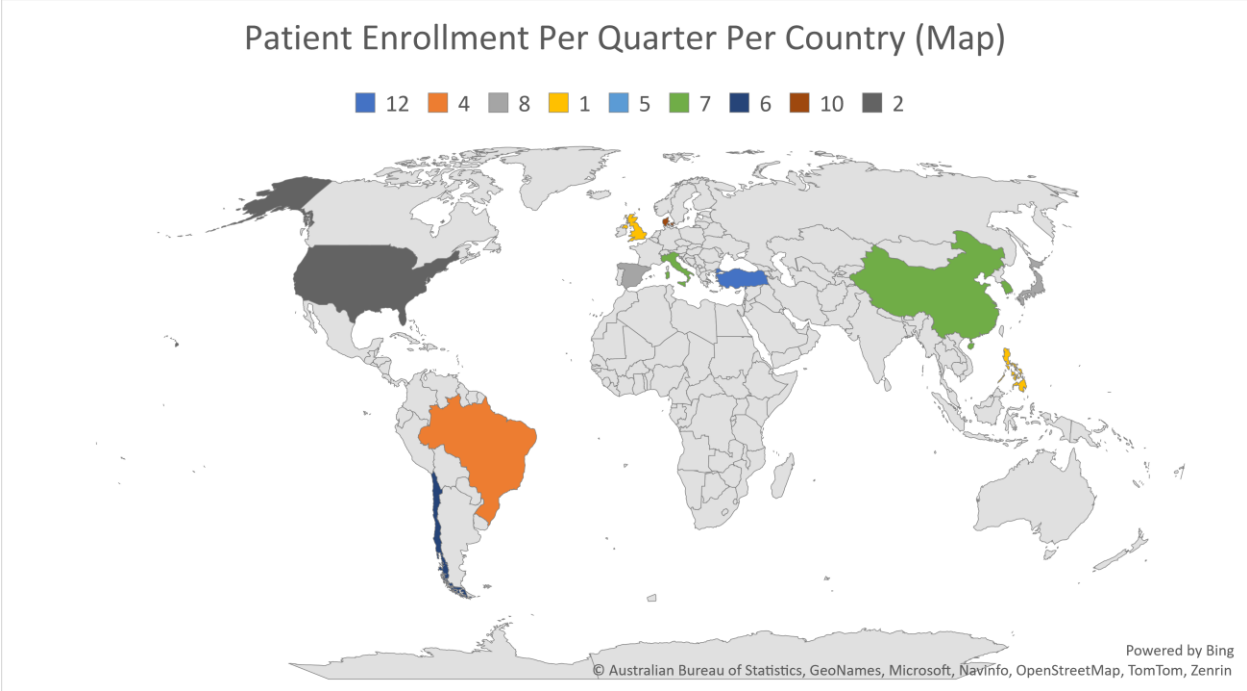 Patient Enrollment Per Quarter Per Country (Map)
12 4 8 1 5 7 6 10 2
Powered by Bing
© Australian Bureau of Statistics, GeoNames, Microsoft, Navinfo, OpenStreetMap, TomTom, Zenrin